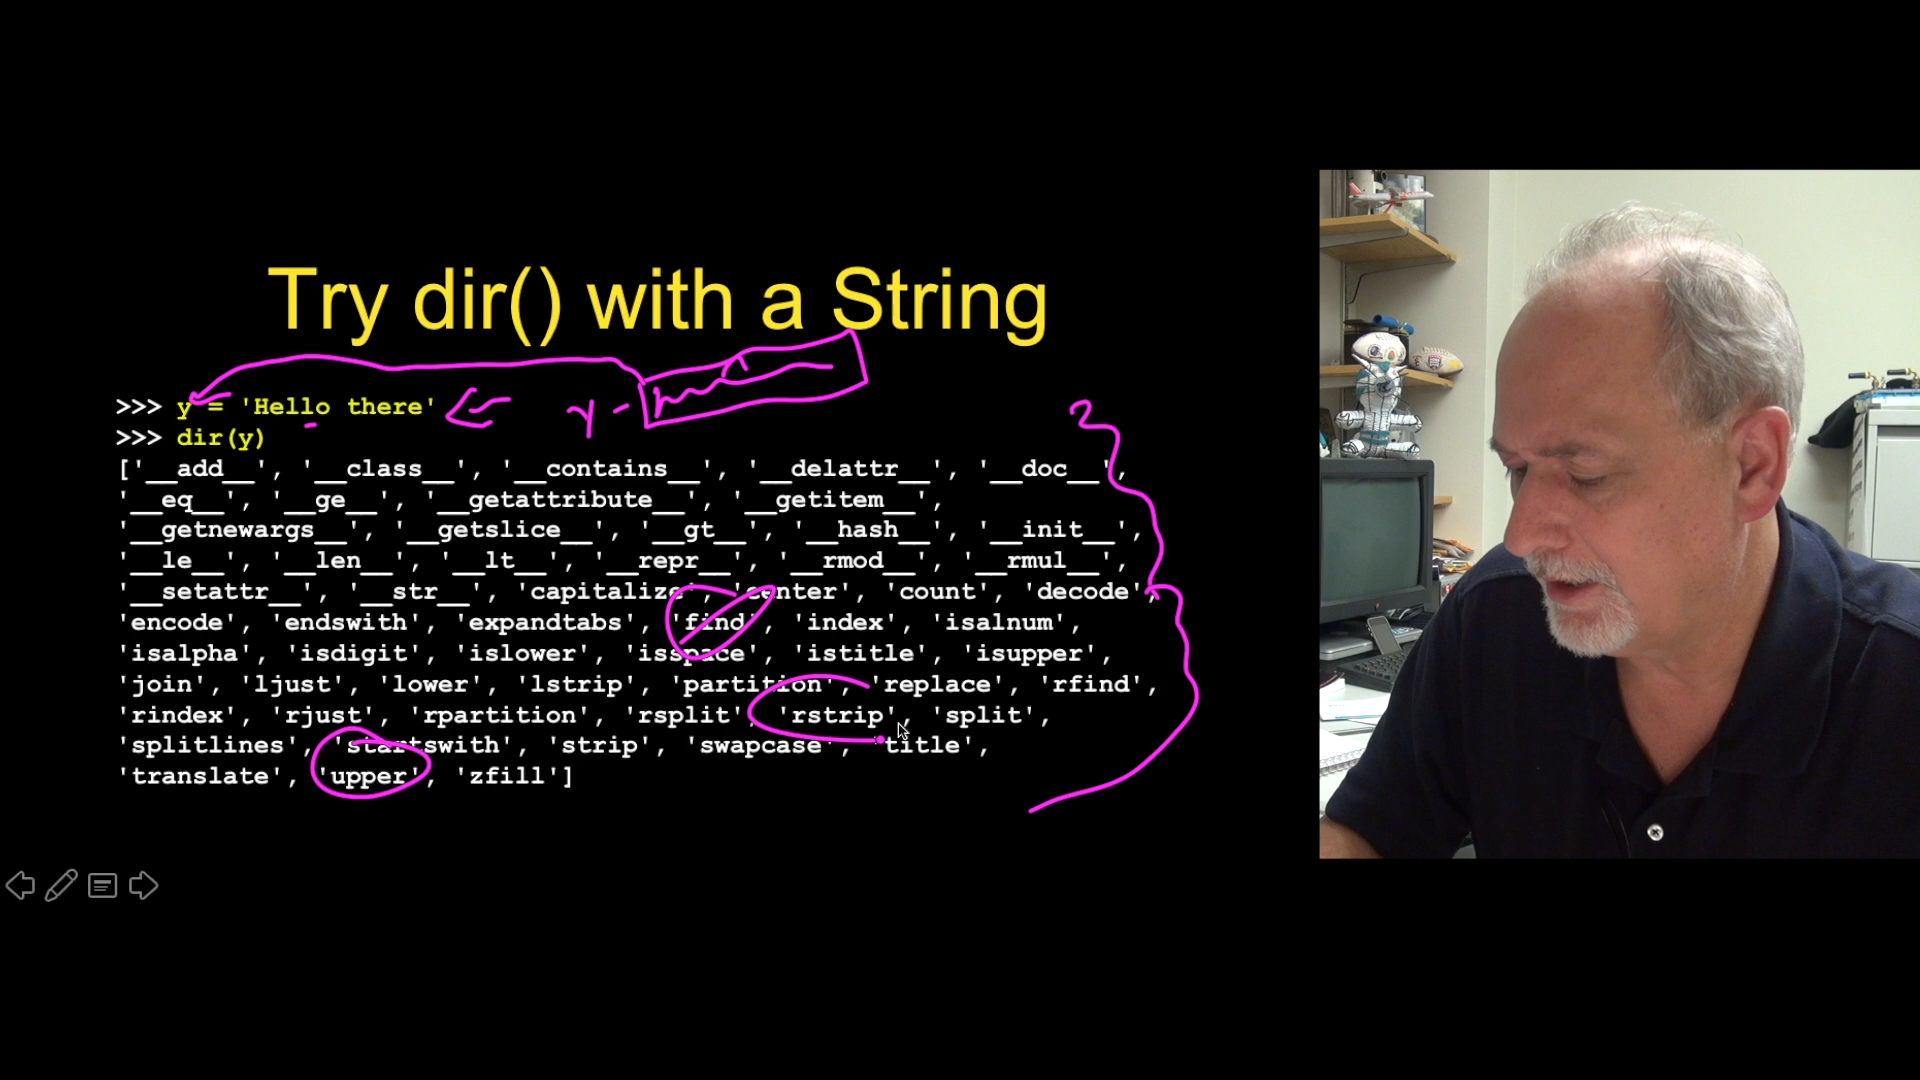 Try dir() with a String
>>> y = 'Hello there'
>>> dir(y)
['__add__', '__class__', '__contains__', '__delattr__', '__doc__',
'__eq__', '__ge__', '__getattribute__', '__getitem__',
'__getnewargs__', '__getslice__', '__gt__', '__hash__', '__init__',
'__le__', '__len__', '__lt__', '__repr__', '__rmod__', '__rmul__',
'__setattr__', '__str__', 'capitalize', 'center', 'count', 'decode',
'encode', 'endswith', 'expandtabs', 'find', 'index', 'isalnum',
'isalpha', 'isdigit', 'islower', 'isspace', 'istitle', 'isupper',
'join', 'ljust', 'lower', 'lstrip', 'partition', 'replace', 'rfind',
'rindex', 'rjust', 'rpartition', 'rsplit', 'rstrip', 'split',
'splitlines', 'startswith', 'strip', 'swapcase', 'title',
'translate', 'upper', 'zfill']